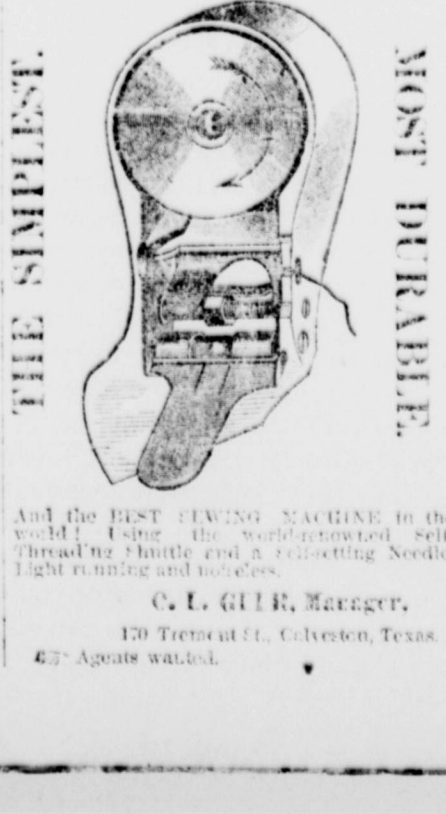 THE SIMPLEST.
MOST DURABLE.
And the BEST SEWING MACHINE in th
world! Using the world-renowned Self
Threading Shuttle and a self-setting Needle
Light running and noiseless.
C. L. Manager.
170 Tremont St., Galveston, Texas.
Agents wanted.